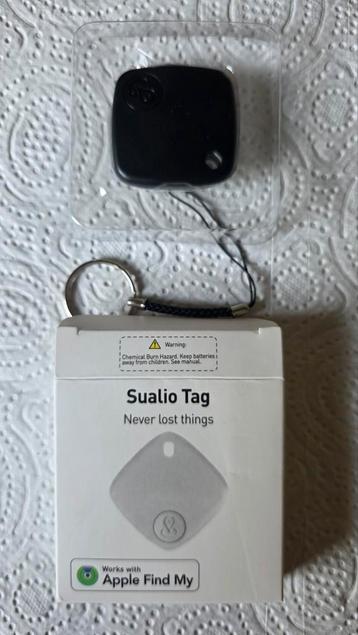 Warning:
Chemical Burn Hazard. Keep batteries
away from children. See manual.
Sualio Tag
Never lost things
Works with
Apple Find My